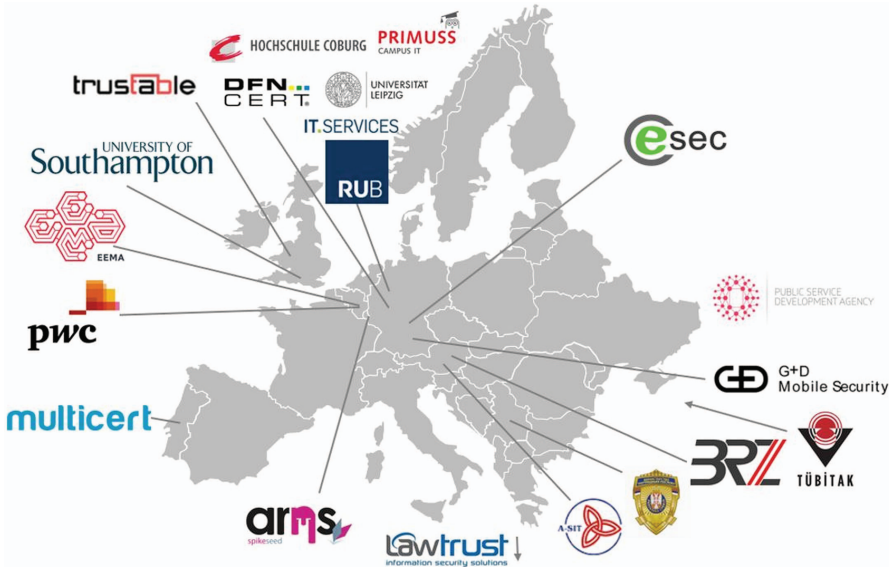 HOCHSCHULE COBURG
PRIMUSS
CAMPUS IT
trustable
DFN
CERT
UNIVERSITÄT
LEIPZIG
IT.SERVICES
RUB
UNIVERSITY OF
Southampton
esec
EEMA
EEMA
pwc
PUBLIC SERVICE
DEVELOPMENT AGENCY
G+D
Mobile Security
multicert
BRZ
TÜBİTAK
arms
spikeseed
A-SIT
Lawtrust
information security solutions